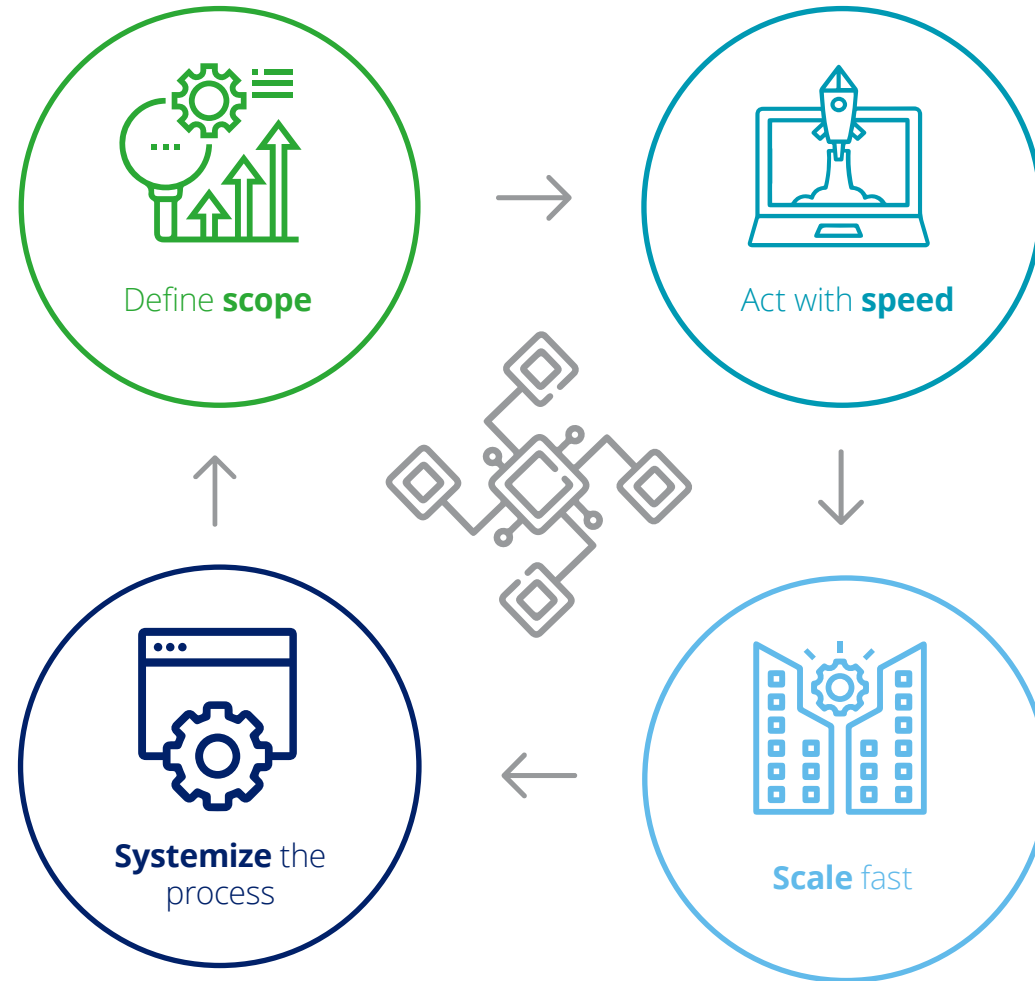 Define scope
Act with speed
Scale fast
Systemize the
process